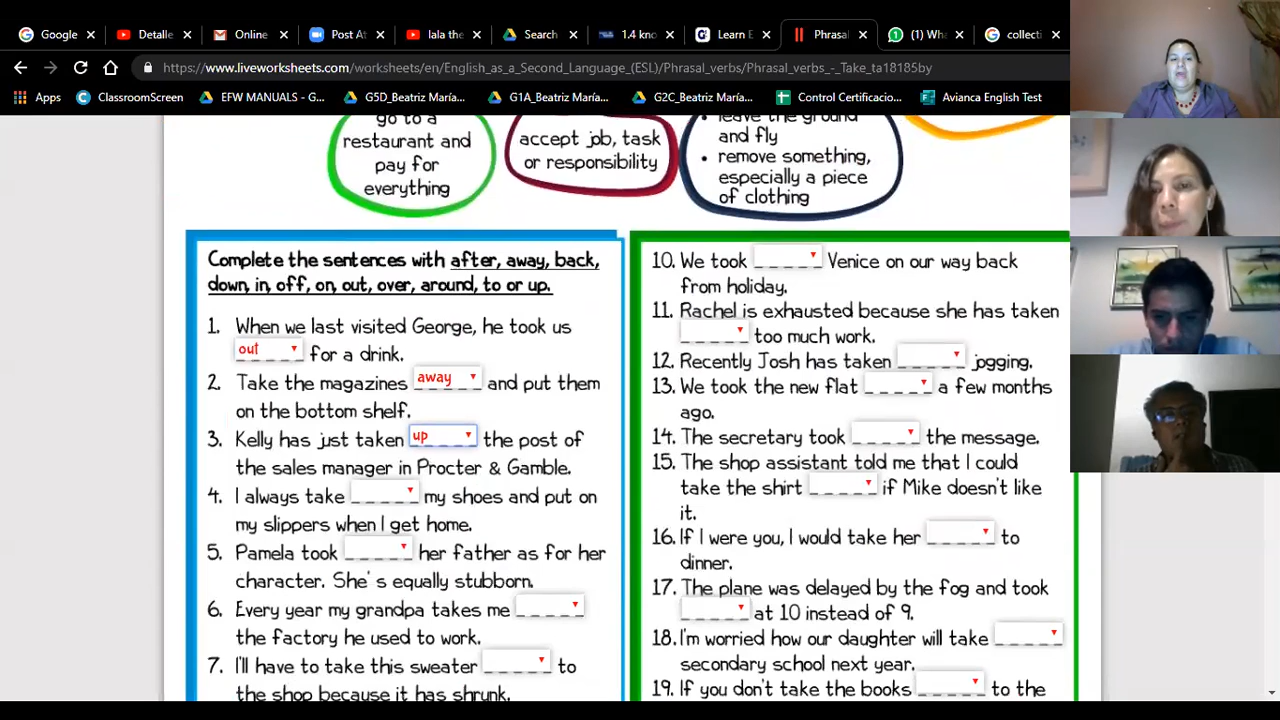 Google
Detalle
Gmail
Online
Post At
lala the
Search
1.4 kno
Learn E
Phrasal
(1) Wha
collecti
https://www.liveworksheets.com/worksheets/en/English_as_a_Second_Language_(ESL)/Phrasal_verbs/Phrasal_verbs_-_Take_ta18185by
Apps
ClassroomScreen
EFW MANUALS - G...
G5D_Beatriz María...
G1A_Beatriz María...
G2C_Beatriz María...
Control Certificacio...
Avianca English Test
go to a
restaurant and
pay for
everything
accept job, task
or responsibility
• leave the ground
and fly
• remove something,
especially a piece
of clothing
Complete the sentences with after, away, back,
down, in, off, on, out, over, around, to or up.
1. When we last visited George, he took us
out for a drink.
2. Take the magazines away and put them
on the bottom shelf.
3. Kelly has just taken up the post of
the sales manager in Procter & Gamble.
4. I always take my shoes and put on
my slippers when I get home.
5. Pamela took her father as for her
character. She's equally stubborn.
6. Every year my grandpa takes me
the factory he used to work.
7. I'll have to take this sweater to
the shop because it has shrunk.
10. We took Venice on our way back
from holiday.
11. Rachel is exhausted because she has taken
too much work.
12. Recently Josh has taken jogging.
13. We took the new flat a few months
ago.
14. The secretary took the message.
15. The shop assistant told me that I could
take the shirt if Mike doesn't like
it.
16. If I were you, I would take her to
dinner.
17. The plane was delayed by the fog and took
at 10 instead of 9.
18. I'm worried how our daughter will take
secondary school next year.
19. If you don't take the books to the